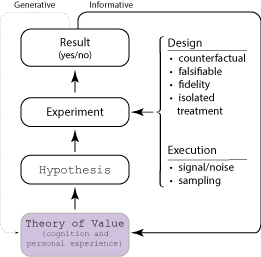 Generative Informative
Result
(yes/no)
Design
• counterfactual
• falsifiable
• fidelity
• isolated
treatment
Experiment
Execution
• signal/noise
• sampling
Hypothesis
Theory of Value
(cognition and
personal experience)